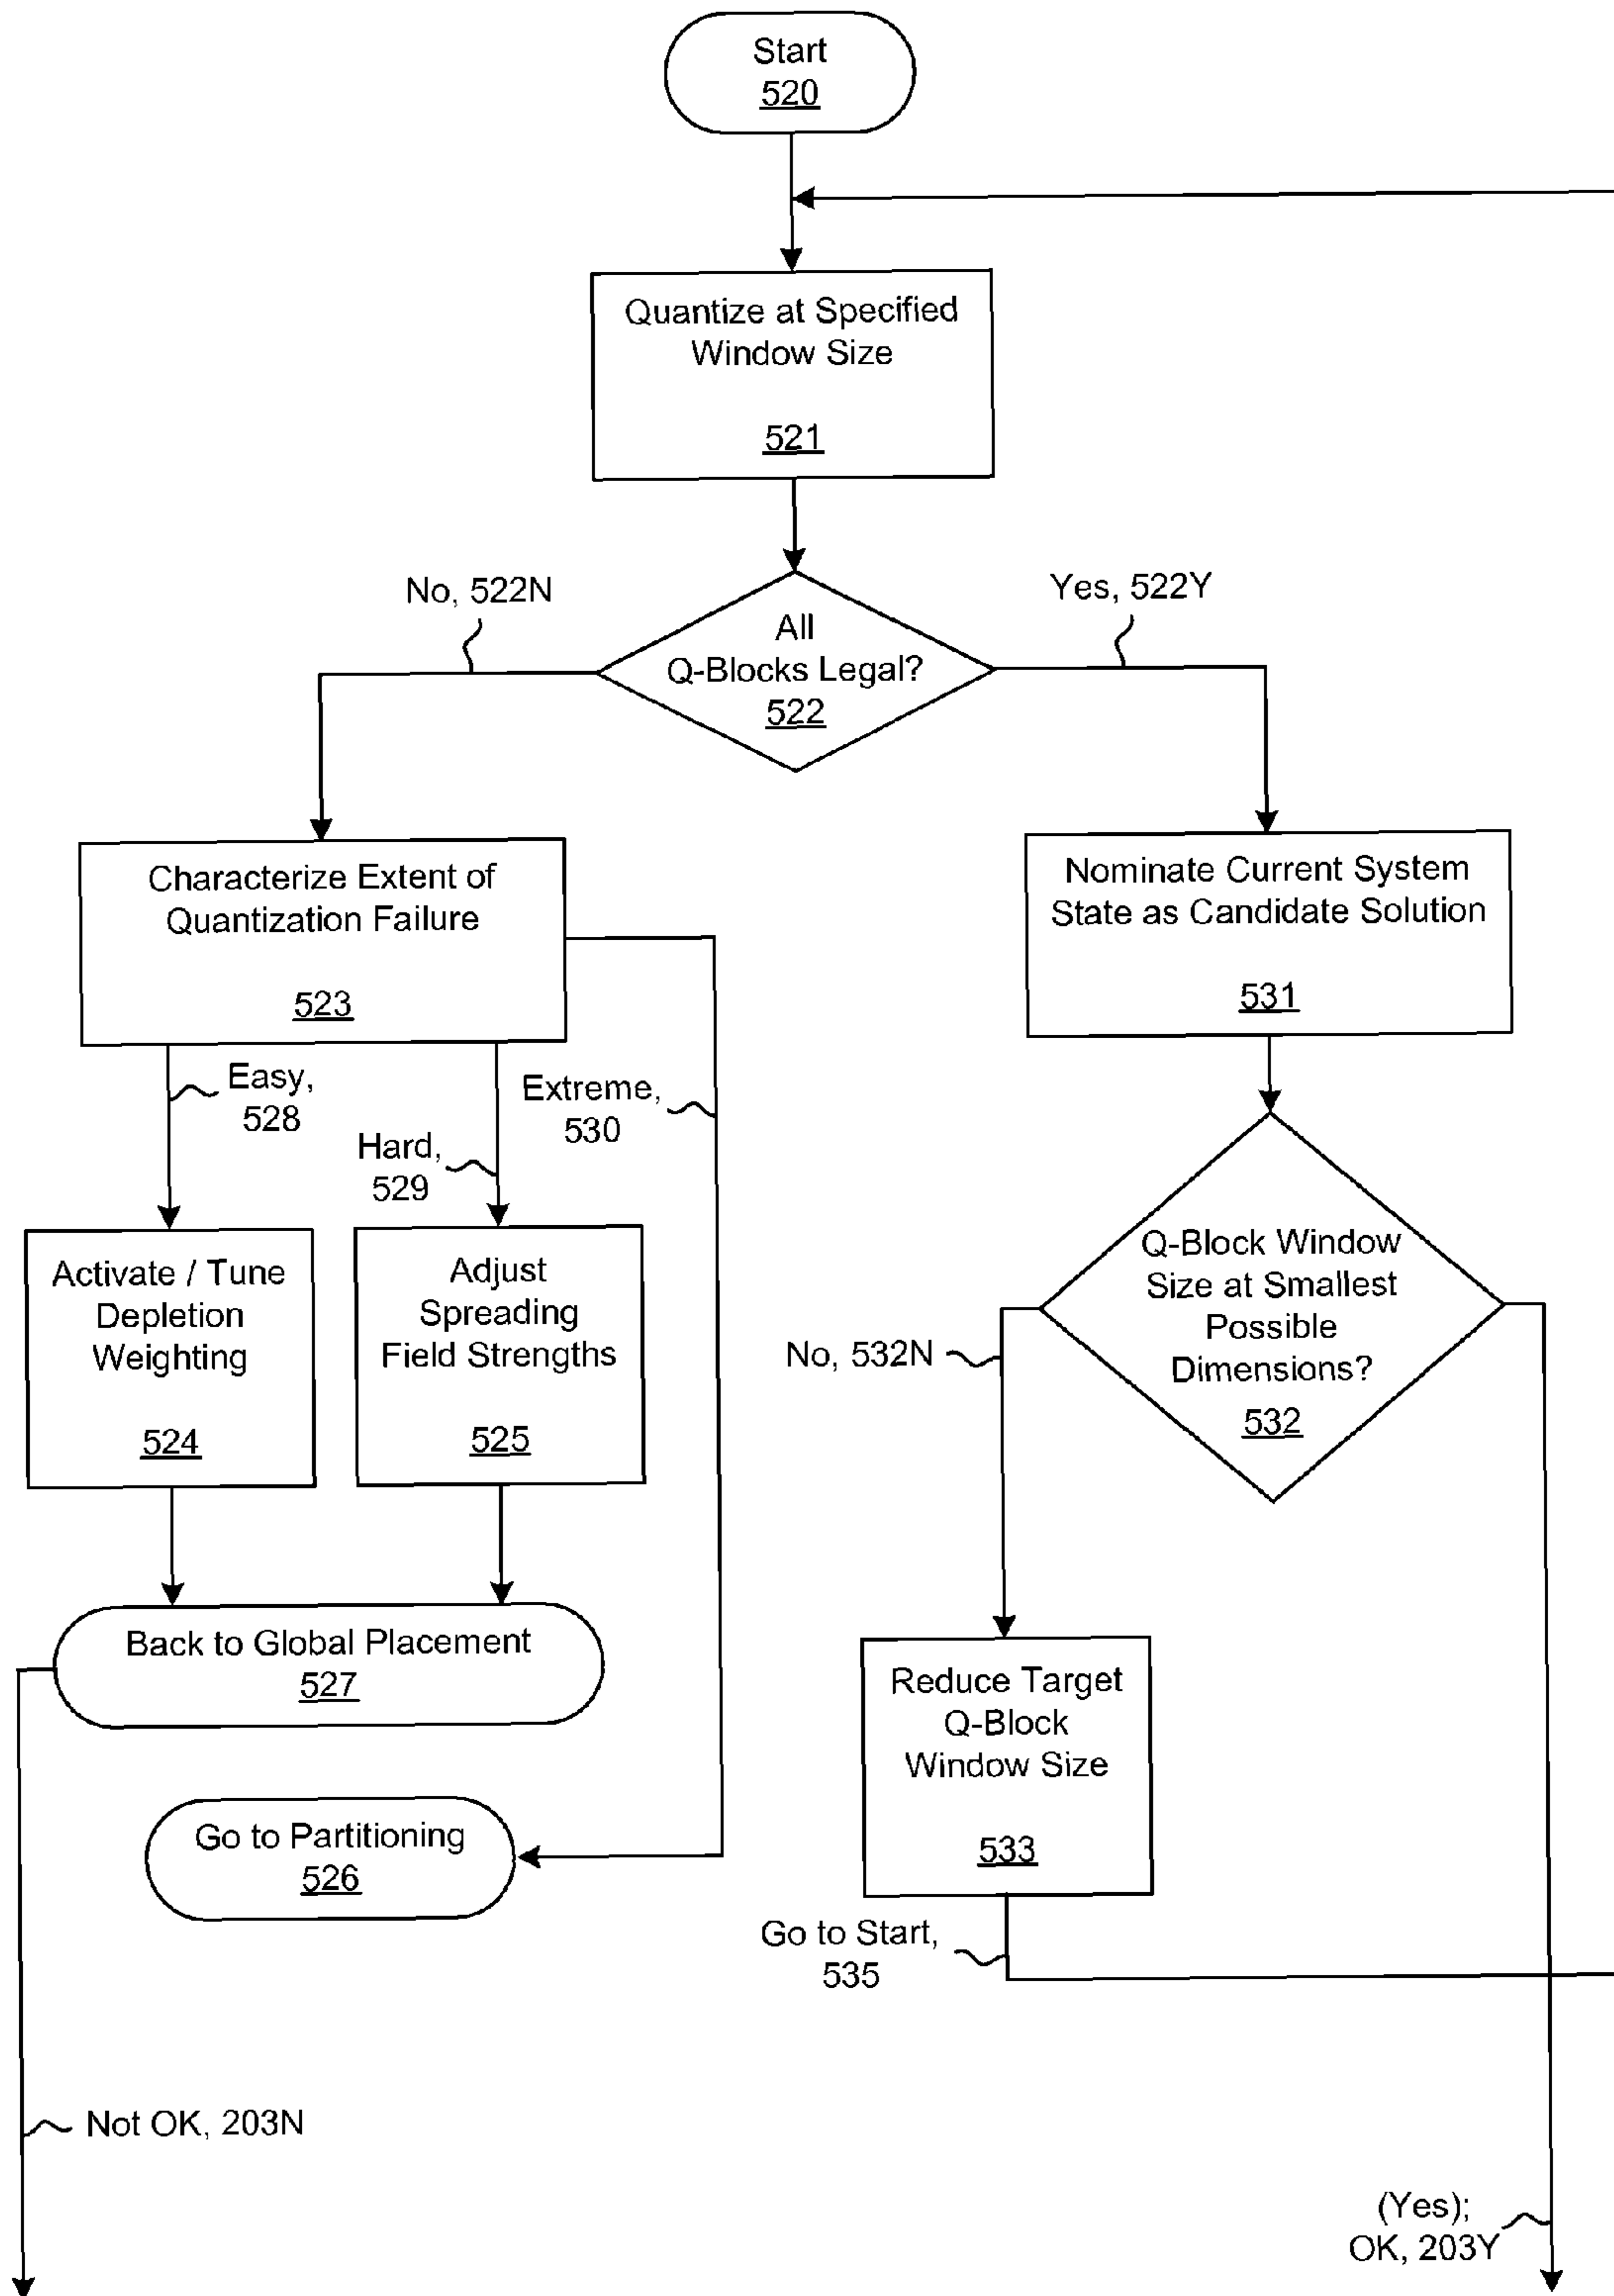 Start
520
Quantize at Specified
Window Size
521
No, 522N
Yes, 522Y
All
Q-Blocks Legal?
522
Characterize Extent of
Quantization Failure
523
Nominate Current System
State as Candidate Solution
531
Easy,
528
Hard,
529
Extreme,
530
Activate / Tune
Depletion
Weighting
524
Adjust
Spreading
Field Strengths
525
Q-Block Window
Size at Smallest
Possible
Dimensions?
532
No, 532N
Back to Global Placement
527
Reduce Target
Q-Block
Window Size
533
Go to Partitioning
526
Go to Start,
535
Not OK, 203N
(Yes);
OK, 203Y